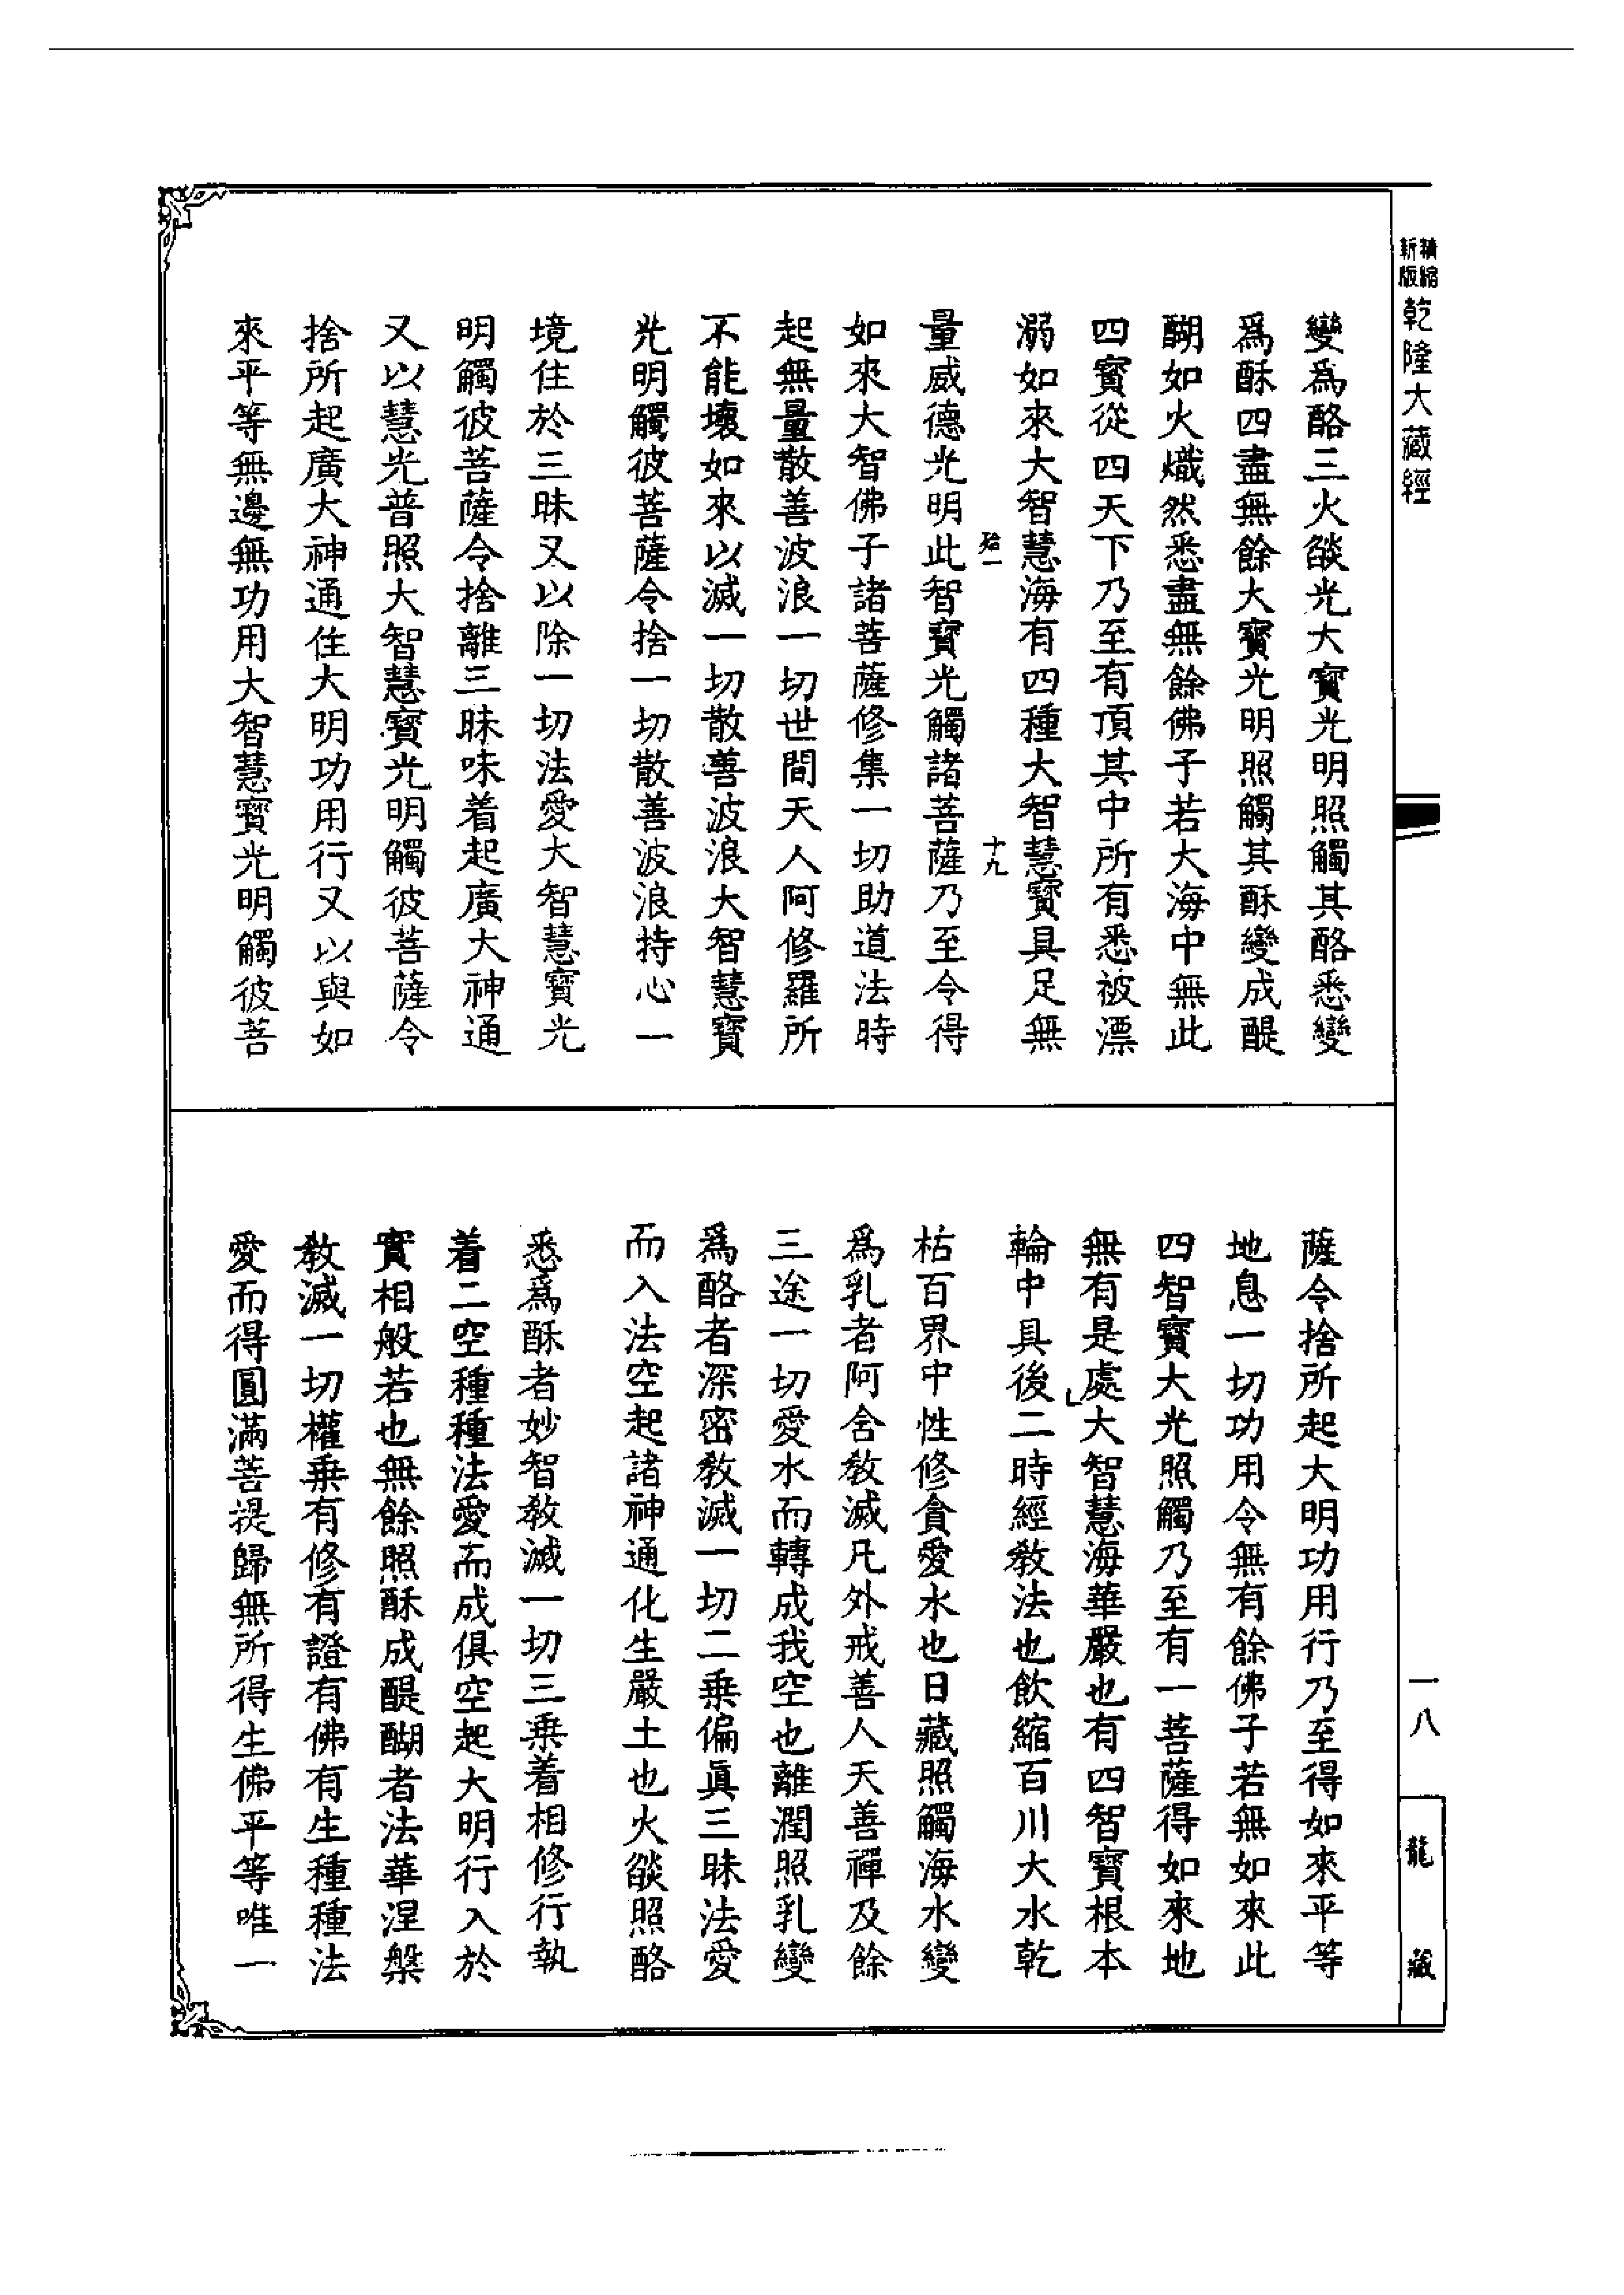 精縮新版 乾隆大藏經
變爲酪三火𦦨光大寶光明照觸其酪悉變
爲酥四盡無餘大寶光明照觸其酥變成醍
醐如火熾然悉盡無餘佛子若大海中無此
四寶從四天下乃至有頂其中所有悉被漂
溺如來大智慧海有四種大智慧寶具足無
十九
量威德光明此智寶光觸諸菩薩乃至令得
如來大智佛子諸菩薩修集一切助道法時
起無量散善波浪一切世間天人阿修羅所
不能壞如來以滅一切散善波浪大智慧寶
光明觸彼菩薩令捨一切散善波浪持心一
境住於三昧又以除一切法愛大智慧寶光
明觸彼菩薩令捨離三昧味着起廣大神通
又以慧光普照大智慧寶光明觸彼菩薩令
捨所起廣大神通住大明功用行又以與如
來平等無邊無功用大智慧寶光明觸彼菩
薩令捨所起大明功用行乃至得如來平等
地息一切功用令無有餘佛子若無如來此
四智寶大光照觸乃至有一菩薩得如來地
無有是處」大智慧海華嚴也有四智寶根本
輪中具後二時經教法也飲縮百川大水乾
枯百界中性修貪愛水也日藏照觸海水變
爲乳者阿含教滅凡外戒善人天善禪及餘
三途一切愛水而轉成我空也離潤照乳變
爲酪者深密教滅一切二乗偏眞三昧法愛
而入法空起諸神通化生嚴土也火𦦨照酪
悉爲酥者妙智教滅一切三乗着相修行執
着二空種種法愛而成俱空起大明行入於
實相般若也無餘照酥成醍醐者法華涅槃
教滅一切權乗有修有證有佛有生種種法
愛而得圓滿菩提歸無所得生佛平等唯一
一八
龍藏